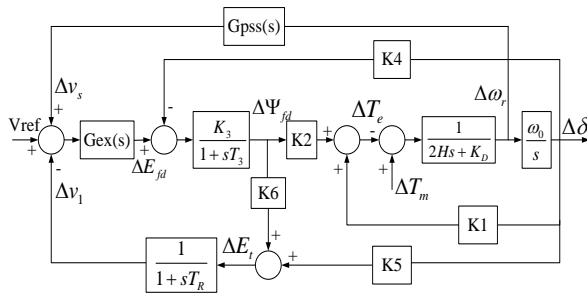 Gpss(s)
K4
Δv_s
+
-
ΔΨ_fd
ΔT_e
Δω_r
Vref
+
Gex(s)
+
K_3
1 + sT_3
K2
+
-
1
2Hs + K_D
ω_0
s
Δδ
-
ΔE_fd
+
+
Δv_1
K6
ΔT_m
K1
+
ΔE_t
+
K5
1
1 + sT_R